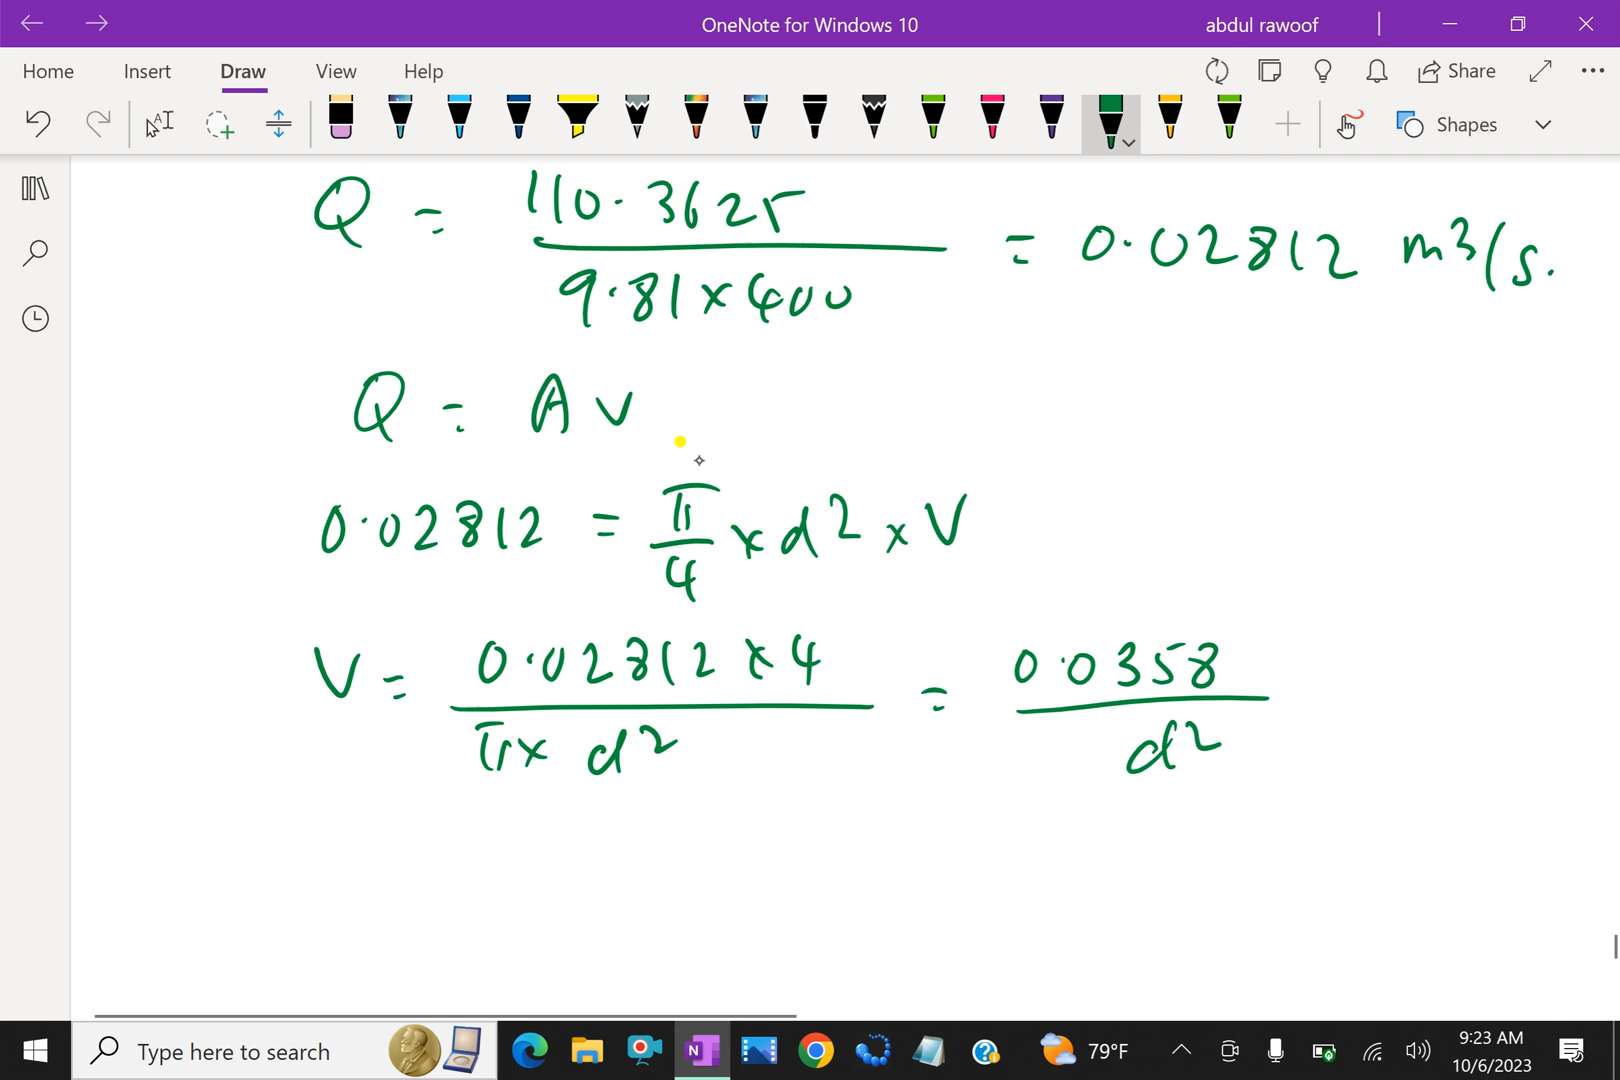 OneNote for Windows 10
abdul rawoof
Home Insert Draw View Help
Share
Shapes
Q = 110.3625 / 9.81 x 400 = 0.02812 m3/s.
Q = A V
0.02812 = π/4 x d2 x V
V = 0.02812 x 4 / π x d2 = 0.0358 / d2
Type here to search
79°F
9:23 AM
10/6/2023